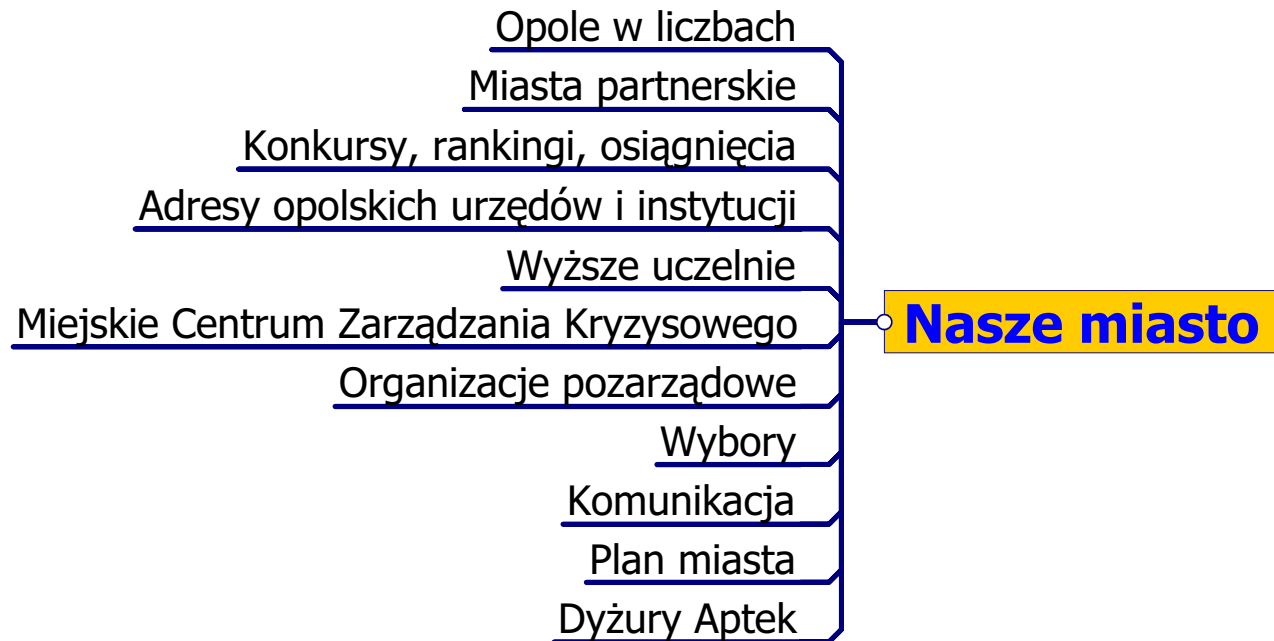 Opole w liczbach
Miasta partnerskie
Konkursy, rankingi, osiągnięcia
Adresy opolskich urzędów i instytucji
Wyższe uczelnie
Miejskie Centrum Zarządzania Kryzysowego
Nasze miasto
Organizacje pozarządowe
Wybory
Komunikacja
Plan miasta
Dyżury Aptek